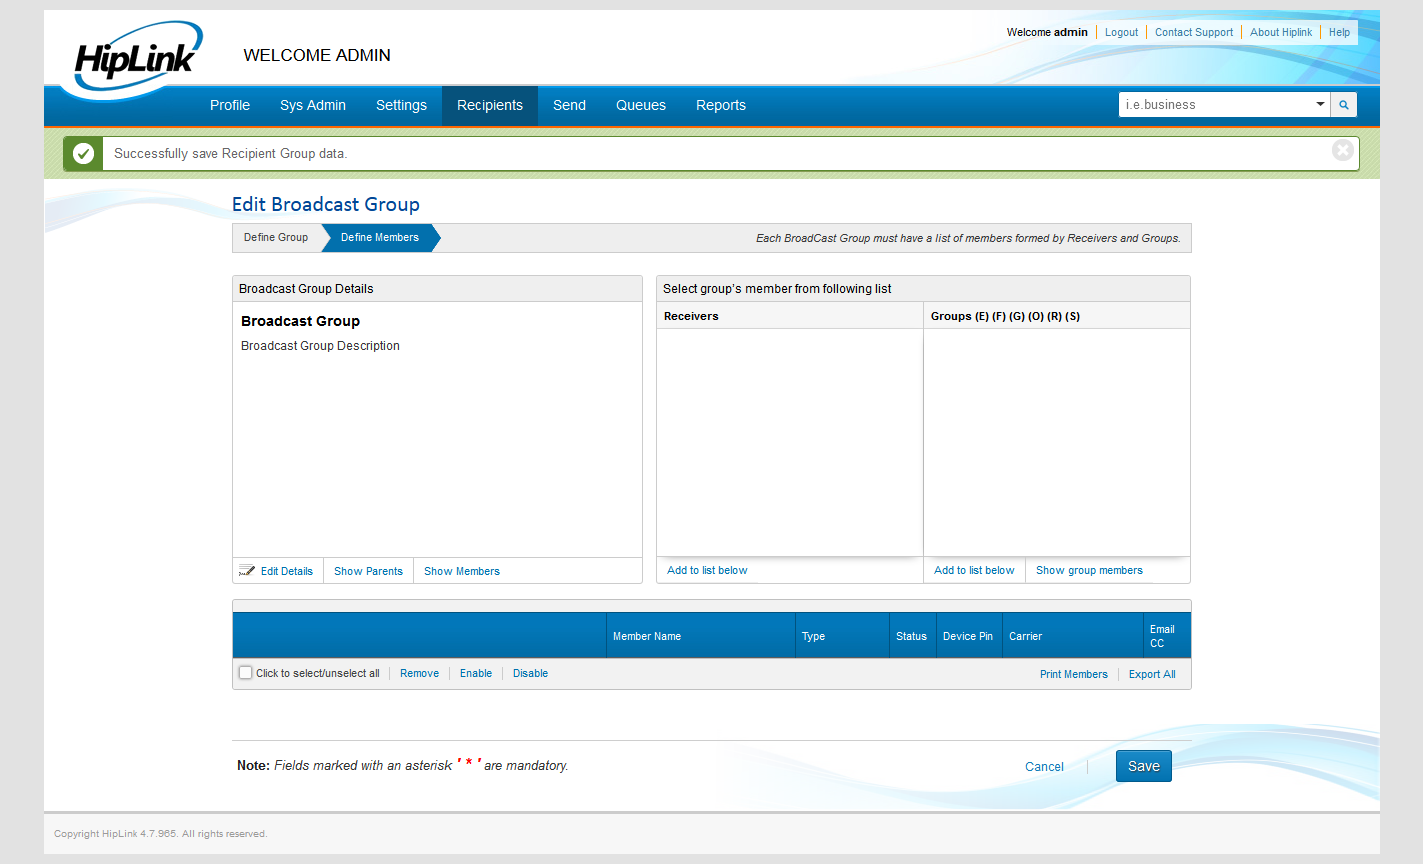 HipLink
WELCOME ADMIN
Welcome admin Logout Contact Support About Hiplink Help
Profile Sys Admin Settings Recipients Send Queues Reports
i.e.business
Successfully save Recipient Group data.
Edit Broadcast Group
Define Group Define Members Each BroadCast Group must have a list of members formed by Receivers and Groups.
Broadcast Group Details
Broadcast Group
Broadcast Group Description
Edit Details Show Parents Show Members
Select group's member from following list
Receivers Groups (E) (F) (G) (O) (R) (S)
Add to list below Add to list below Show group members
Member Name Type Status Device Pin Carrier Email CC
Click to select/unselect all Remove Enable Disable Print Members Export All
Note: Fields marked with an asterisk ' * ' are mandatory.
Cancel Save
Copyright HipLink 4.7.965. All rights reserved.